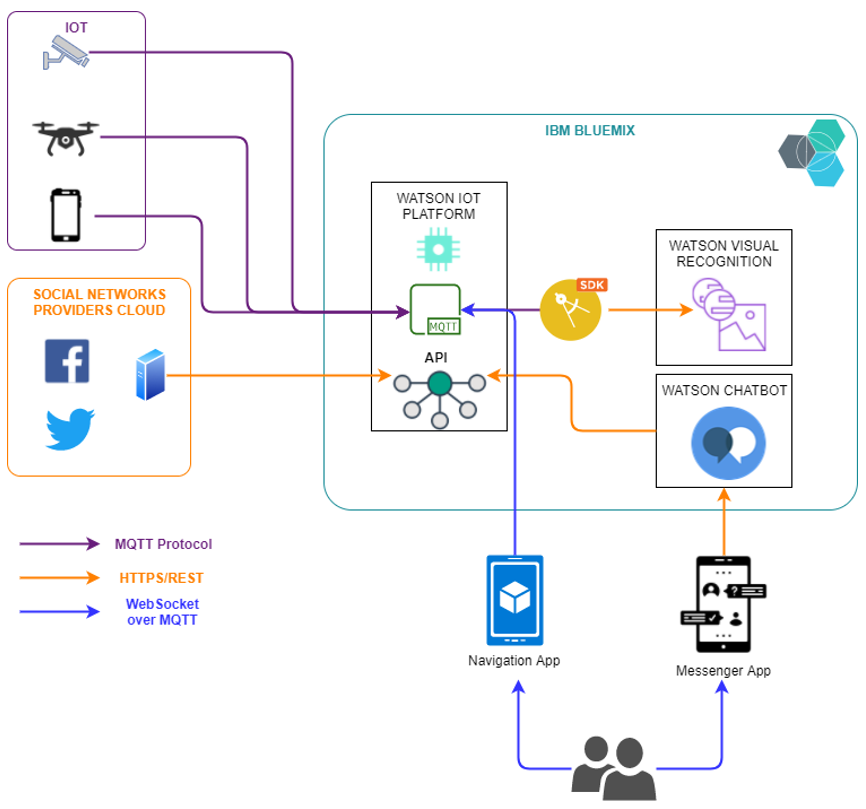 IOT
IBM BLUEMIX
WATSON IOT
PLATFORM
WATSON VISUAL
RECOGNITION
SDK
SOCIAL NETWORKS
PROVIDERS CLOUD
MQTT
API
WATSON CHATBOT
MQTT Protocol
HTTPS/REST
WebSocket
over MQTT
?
Navigation App
Messenger App